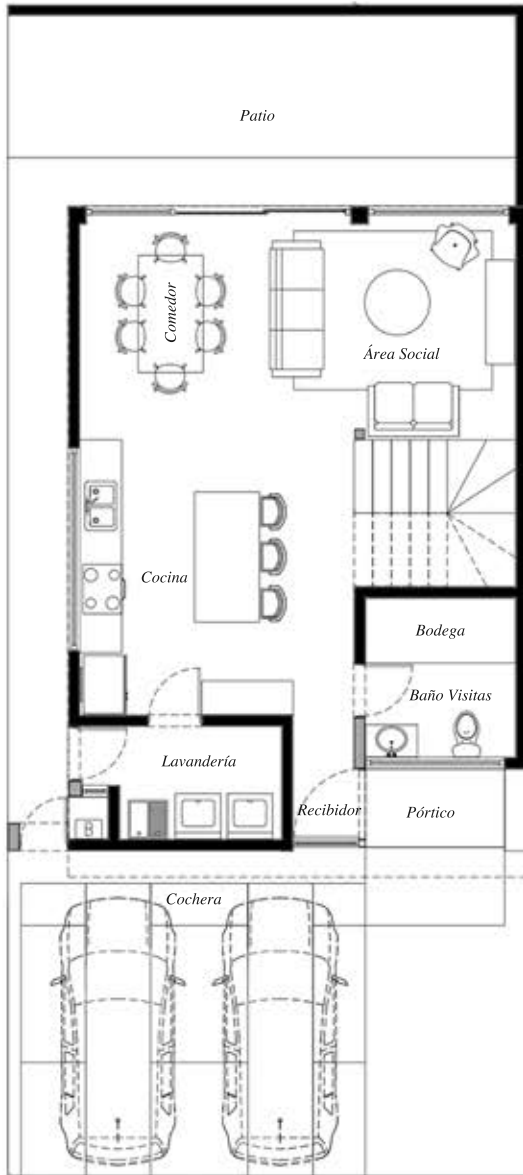 Patio
Comedor
Área Social
Cocina
Bodega
Baño Visitas
Lavandería
Recibidor
Pórtico
Cochera